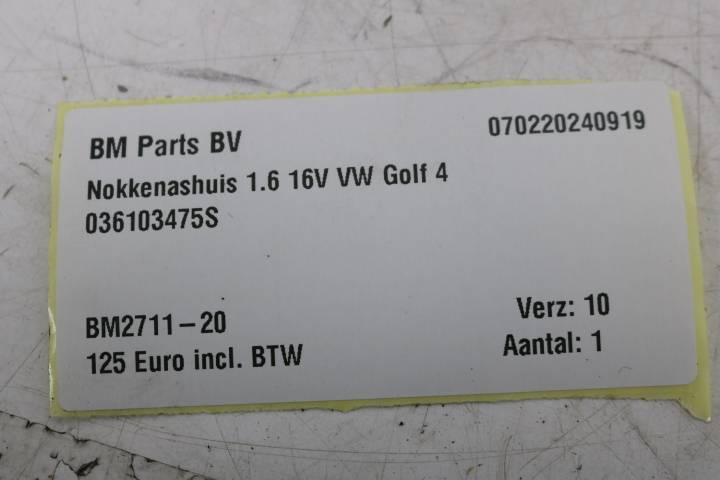 BM Parts BV
070220240919
Nokkenashuis 1.6 16V VW Golf 4
036103475S
BM2711-20
Verz: 10
125 Euro incl. BTW
Aantal: 1